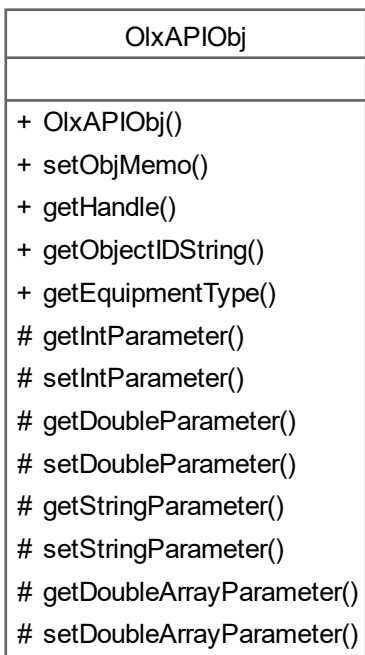 OlxAPIObj
+ OlxAPIObj()
+ setObjMemo()
+ getHandle()
+ getObjectIDString()
+ getEquipmentType()
# getIntParameter()
# setIntParameter()
# getDoubleParameter()
# setDoubleParameter()
# getStringParameter()
# setStringParameter()
# getDoubleArrayParameter()
# setDoubleArrayParameter()